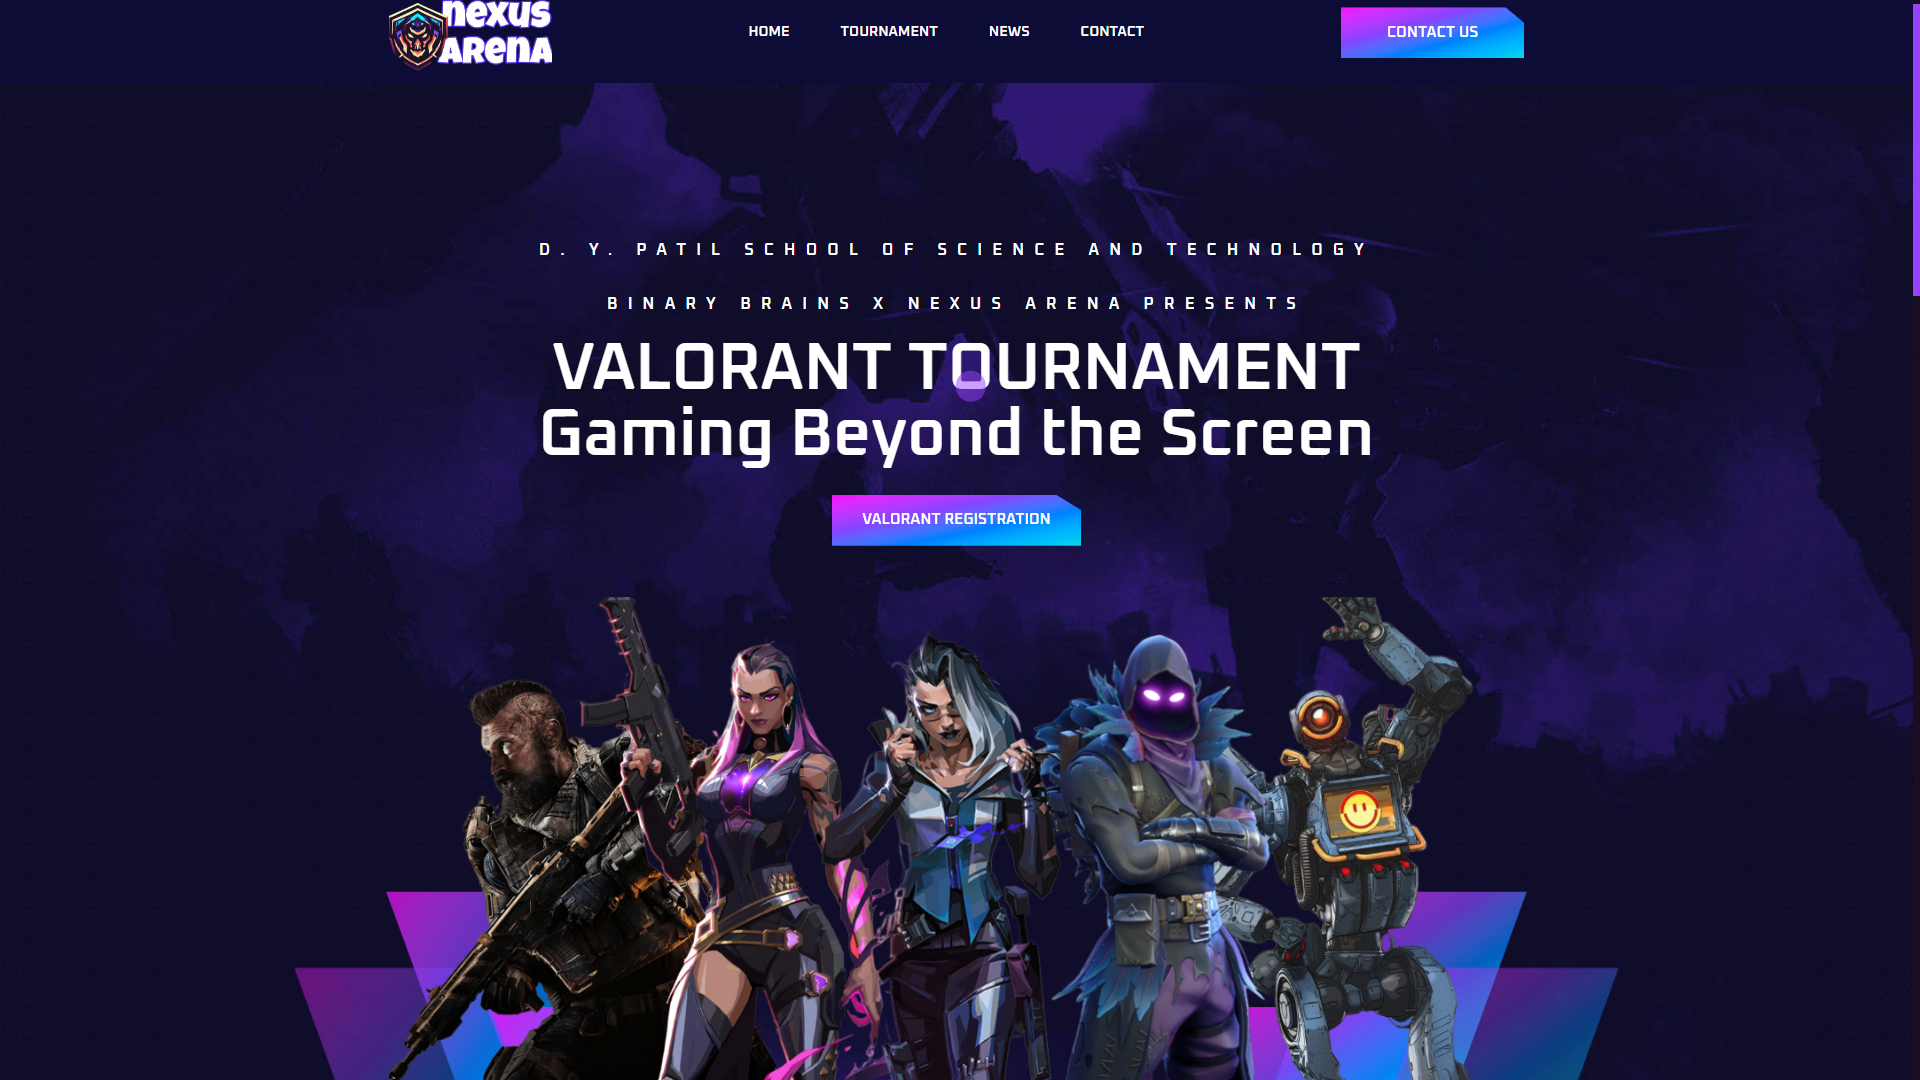 nexus
ARENA
HOME
TOURNAMENT
NEWS
CONTACT
CONTACT US
D. Y. PATIL SCHOOL OF SCIENCE AND TECHNOLOGY
BINARY BRAINS X NEXUS ARENA PRESENTS
VALORANT TOURNAMENT
Gaming Beyond the Screen
VALORANT REGISTRATION